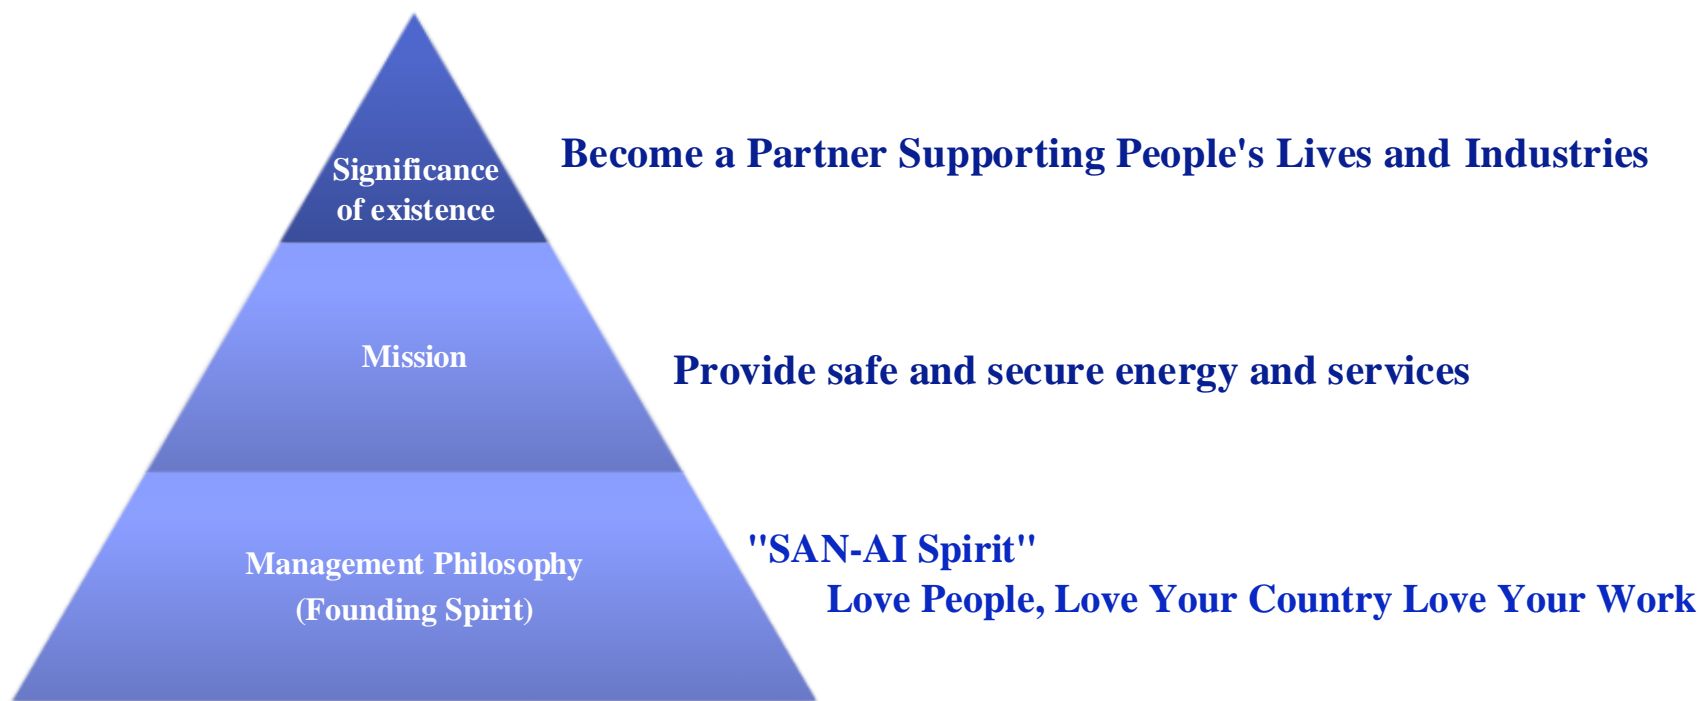 Significance
of existence
Become a Partner Supporting People's Lives and Industries
Mission
Provide safe and secure energy and services
Management Philosophy
(Founding Spirit)
"SAN-AI Spirit"
Love People, Love Your Country Love Your Work